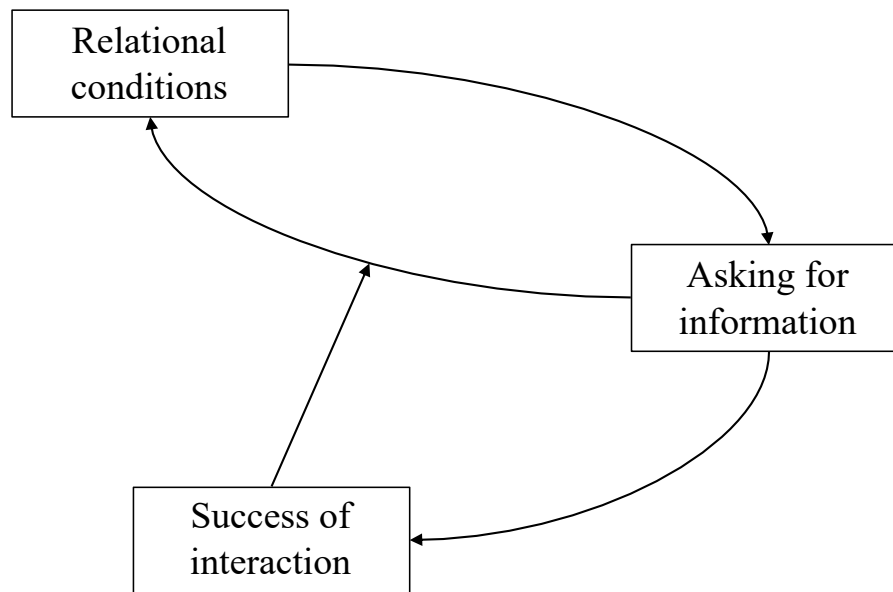 Relational
conditions
Asking for
information
Success of
interaction